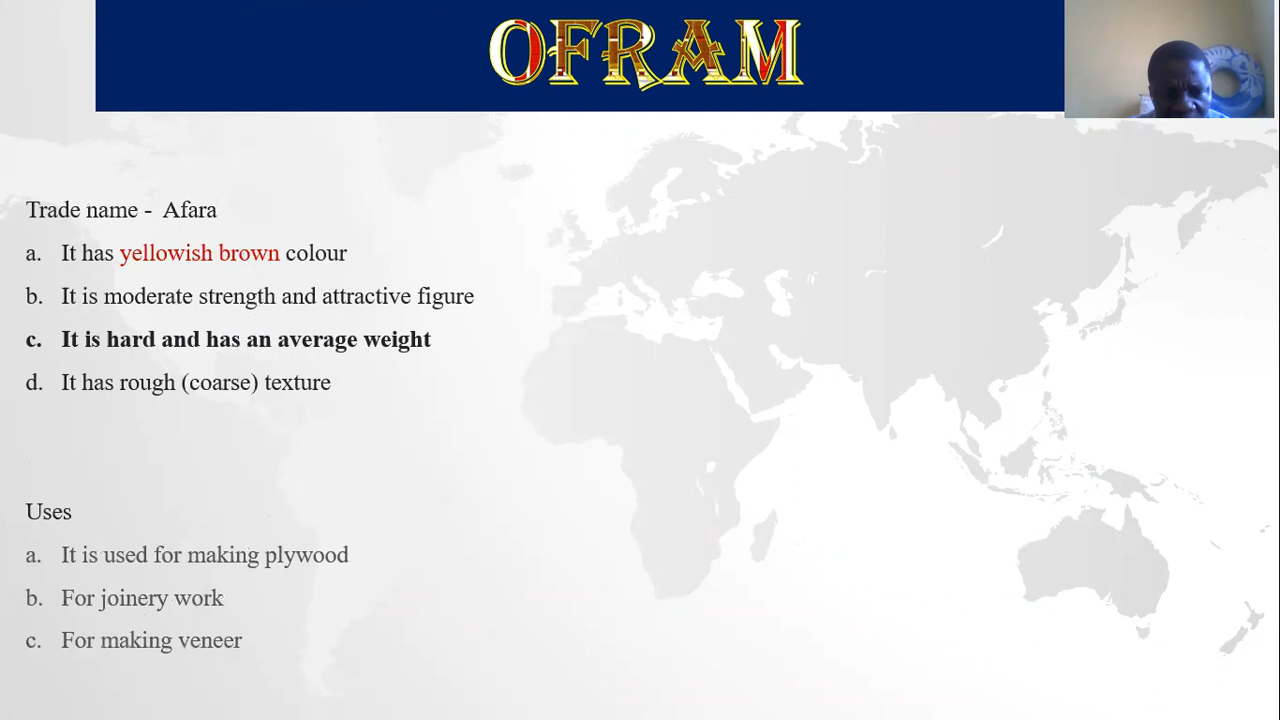 OFRAM
Trade name - Afara
a. It has yellowish brown colour
b. It is moderate strength and attractive figure
c. It is hard and has an average weight
d. It has rough (coarse) texture
Uses
a. It is used for making plywood
b. For joinery work
c. For making veneer